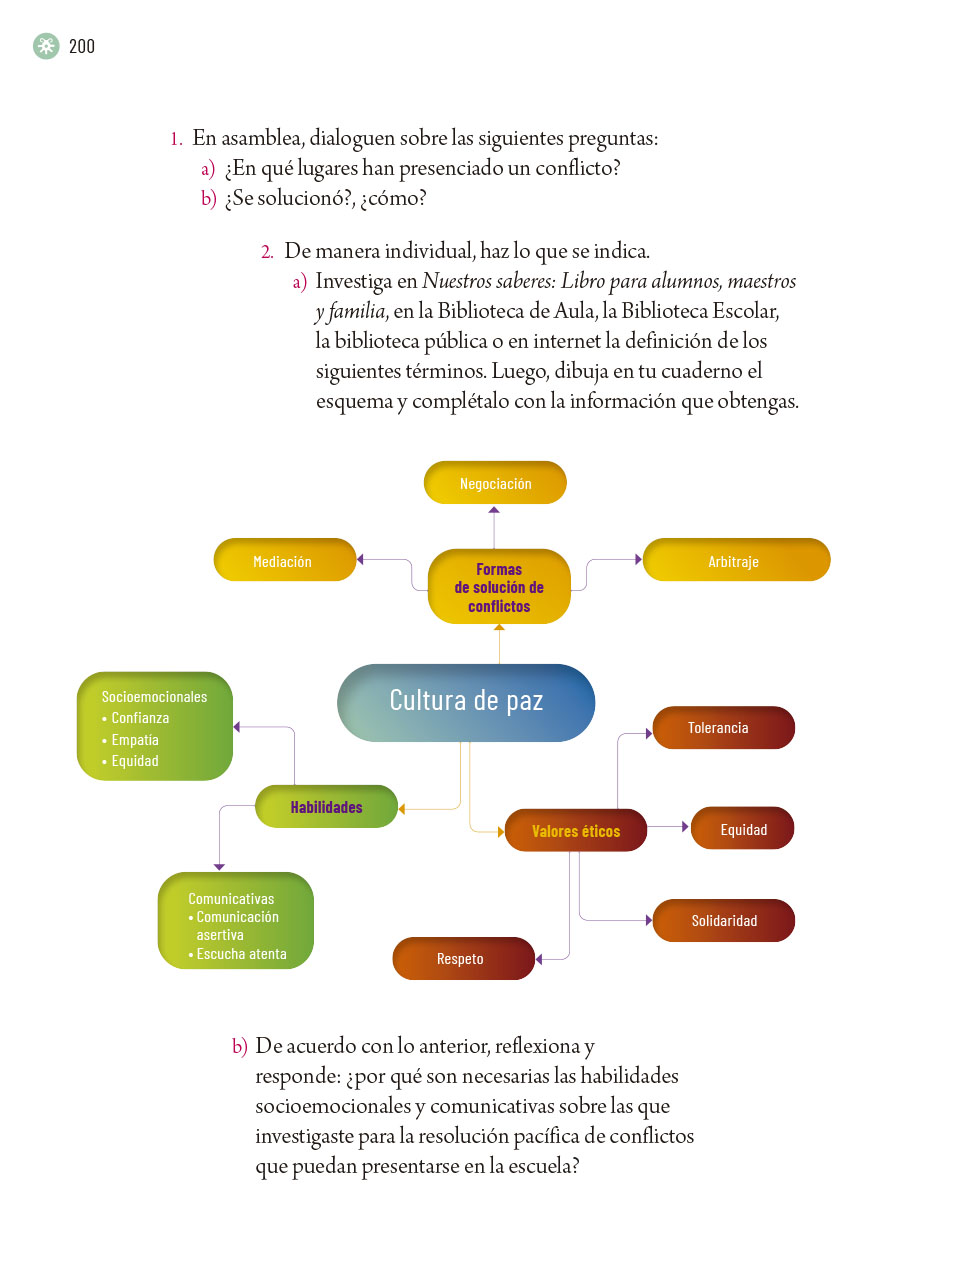 200
1. En asamblea, dialoguen sobre las siguientes preguntas:
a) ¿En qué lugares han presenciado un conflicto?
b) ¿Se solucionó?, ¿cómo?
2. De manera individual, haz lo que se indica.
a) Investiga en Nuestros saberes: Libro para alumnos, maestros
y familia, en la Biblioteca de Aula, la Biblioteca Escolar,
la biblioteca pública o en internet la definición de los
siguientes términos. Luego, dibuja en tu cuaderno el
esquema y complétalo con la información que obtengas.
Negociación
Mediación
Formas
de solución de
conflictos
Arbitraje
Cultura de paz
Socioemocionales
• Confianza
• Empatía
• Equidad
Habilidades
Comunicativas
• Comunicación
asertiva
• Escucha atenta
Valores éticos
Tolerancia
Equidad
Solidaridad
Respeto
b) De acuerdo con lo anterior, reflexiona y
responde: ¿por qué son necesarias las habilidades
socioemocionales y comunicativas sobre las que
investigaste para la resolución pacífica de conflictos
que puedan presentarse en la escuela?